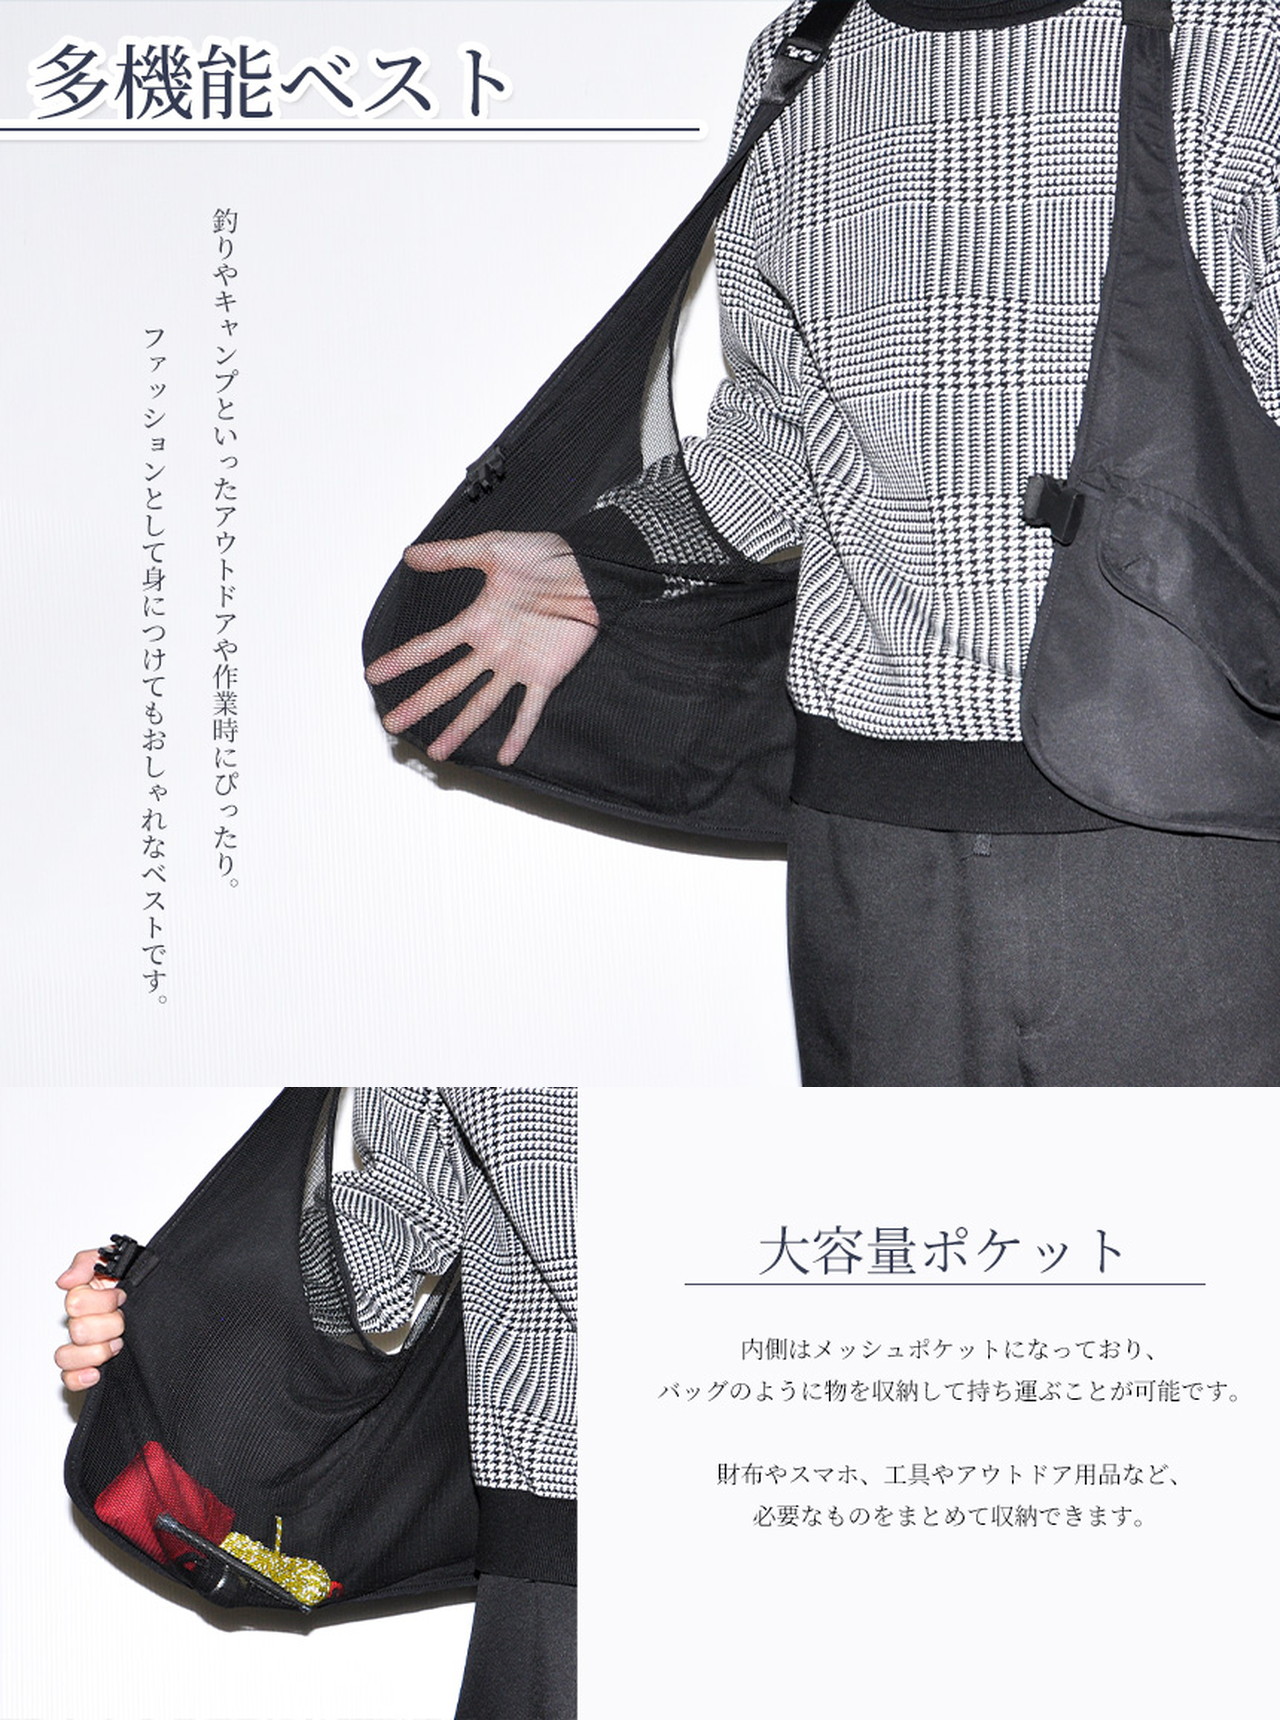 多機能ベスト
釣りやキャンプといったアウトドアや作業時にぴったり。
ファッションとして身につけてもおしゃれなベストです。
大容量ポケット
内側はメッシュポケットになっており、
バッグのように物を収納して持ち運ぶことが可能です。
財布やスマホ、工具やアウトドア用品など、
必要なものをまとめて収納できます。